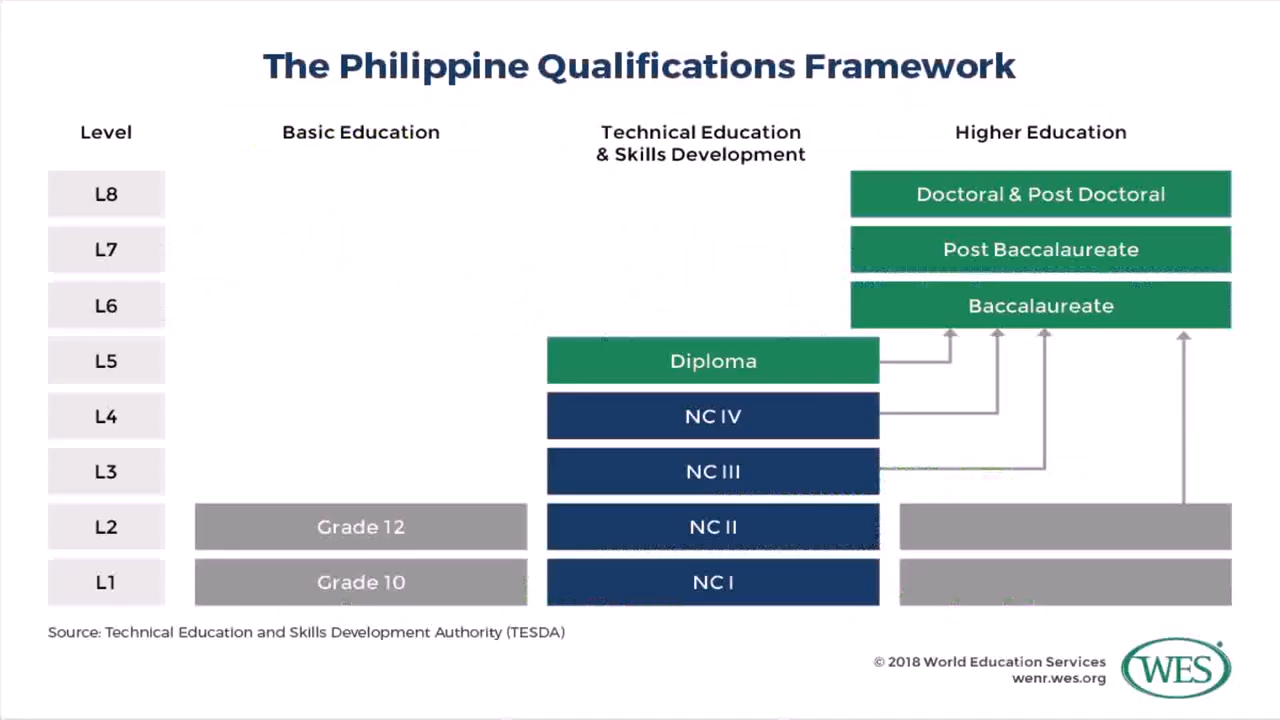 The Philippine Qualifications Framework
Level
Basic Education
Technical Education
& Skills Development
Higher Education
L8
Doctoral & Post Doctoral
L7
Post Baccalaureate
L6
Baccalaureate
L5
Diploma
L4
NC IV
L3
NC III
L2
Grade 12
NC II
L1
Grade 10
NC I
Source: Technical Education and Skills Development Authority (TESDA)
© 2018 World Education Services
wenr.wes.org
WES